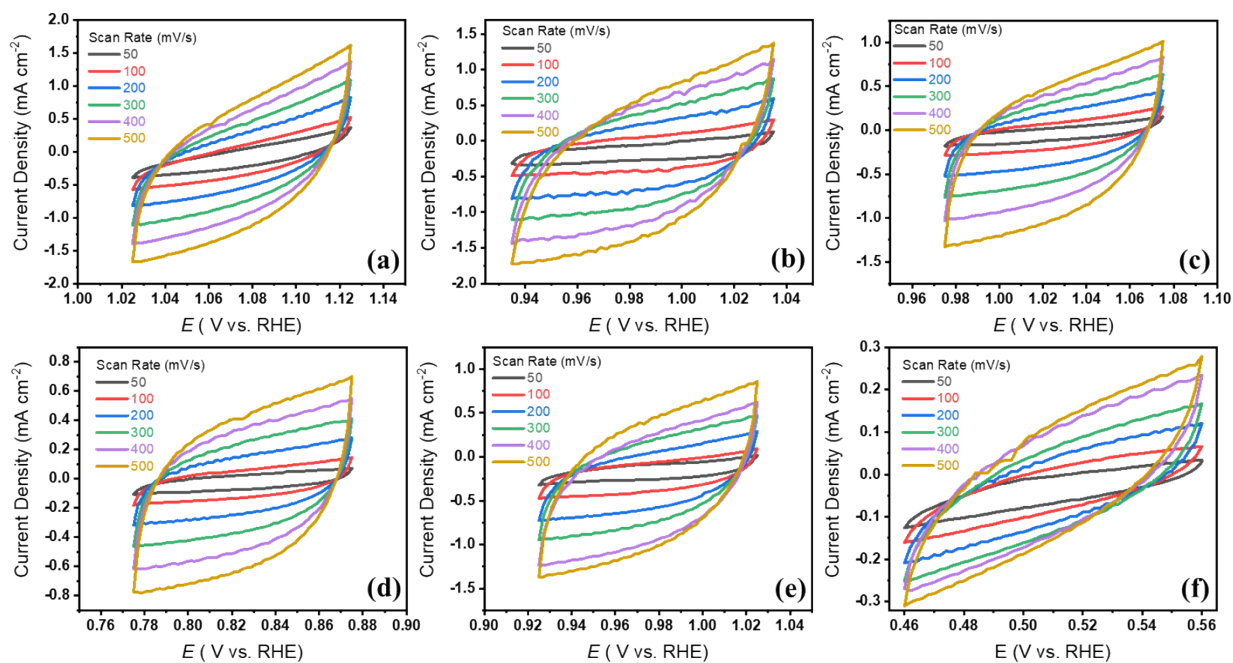 Scan Rate (mV/s)
50
100
200
300
400
500
2.0
1.5
1.0
0.5
0.0
-0.5
-1.0
-1.5
-2.0
Current Density (mA cm-2)
1.00 1.02 1.04 1.06 1.08 1.10 1.12 1.14
E ( V vs. RHE)
(a)
Scan Rate (mV/s)
50
100
200
300
400
500
1.5
1.0
0.5
0.0
-0.5
-1.0
-1.5
-2.0
Current Density (mA cm-2)
0.94 0.96 0.98 1.00 1.02 1.04
E ( V vs. RHE)
(b)
Scan Rate (mV/s)
50
100
200
300
400
500
1.0
0.5
0.0
-0.5
-1.0
-1.5
Current Density (mA cm-2)
0.96 0.98 1.00 1.02 1.04 1.06 1.08 1.10
E ( V vs. RHE)
(c)
Scan Rate (mV/s)
50
100
200
300
400
500
0.8
0.6
0.4
0.2
0.0
-0.2
-0.4
-0.6
-0.8
Current Density (mA cm-2)
0.76 0.78 0.80 0.82 0.84 0.86 0.88 0.90
E ( V vs. RHE)
(d)
Scan Rate (mV/s)
50
100
200
300
400
500
1.0
0.5
0.0
-0.5
-1.0
-1.5
Current Density (mA cm-2)
0.90 0.92 0.94 0.96 0.98 1.00 1.02 1.04
E ( V vs. RHE)
(e)
Scan Rate (mV/s)
50
100
200
300
400
500
0.3
0.2
0.1
0.0
-0.1
-0.2
-0.3
Current Density (mA cm-2)
0.46 0.48 0.50 0.52 0.54 0.56
E (V vs. RHE)
(f)